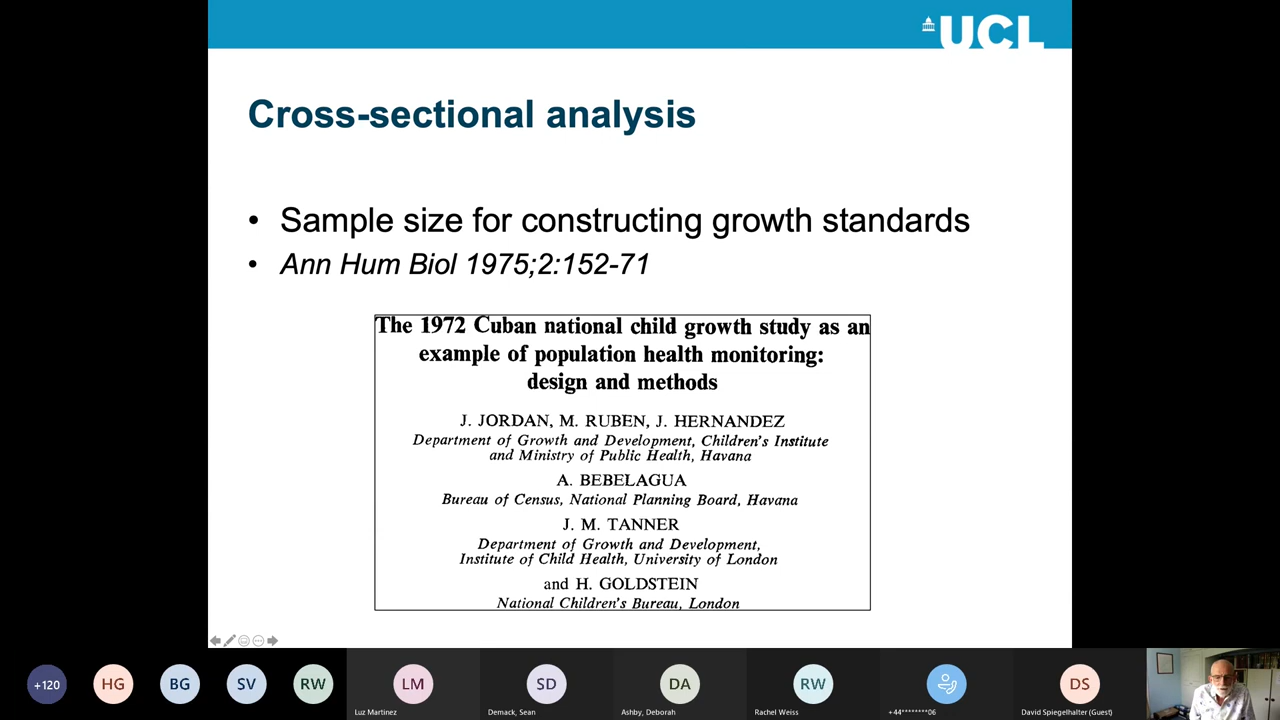 UCL
Cross-sectional analysis
• Sample size for constructing growth standards
• Ann Hum Biol 1975;2:152-71
The 1972 Cuban national child growth study as an
example of population health monitoring:
design and methods
J. JORDAN, M. RUBEN, J. HERNANDEZ
Department of Growth and Development, Children's Institute
and Ministry of Public Health, Havana
A. BEBELAGUA
Bureau of Census, National Planning Board, Havana
J. M. TANNER
Department of Growth and Development,
Institute of Child Health, University of London
and H. GOLDSTEIN
National Children's Bureau, London
+120
HG
BG
SV
RW
LM
Luz Martinez
SD
Demack, Sean
DA
Ashby, Deborah
RW
Rachel Weiss
+44********06
DS
David Spiegelhalter (Guest)